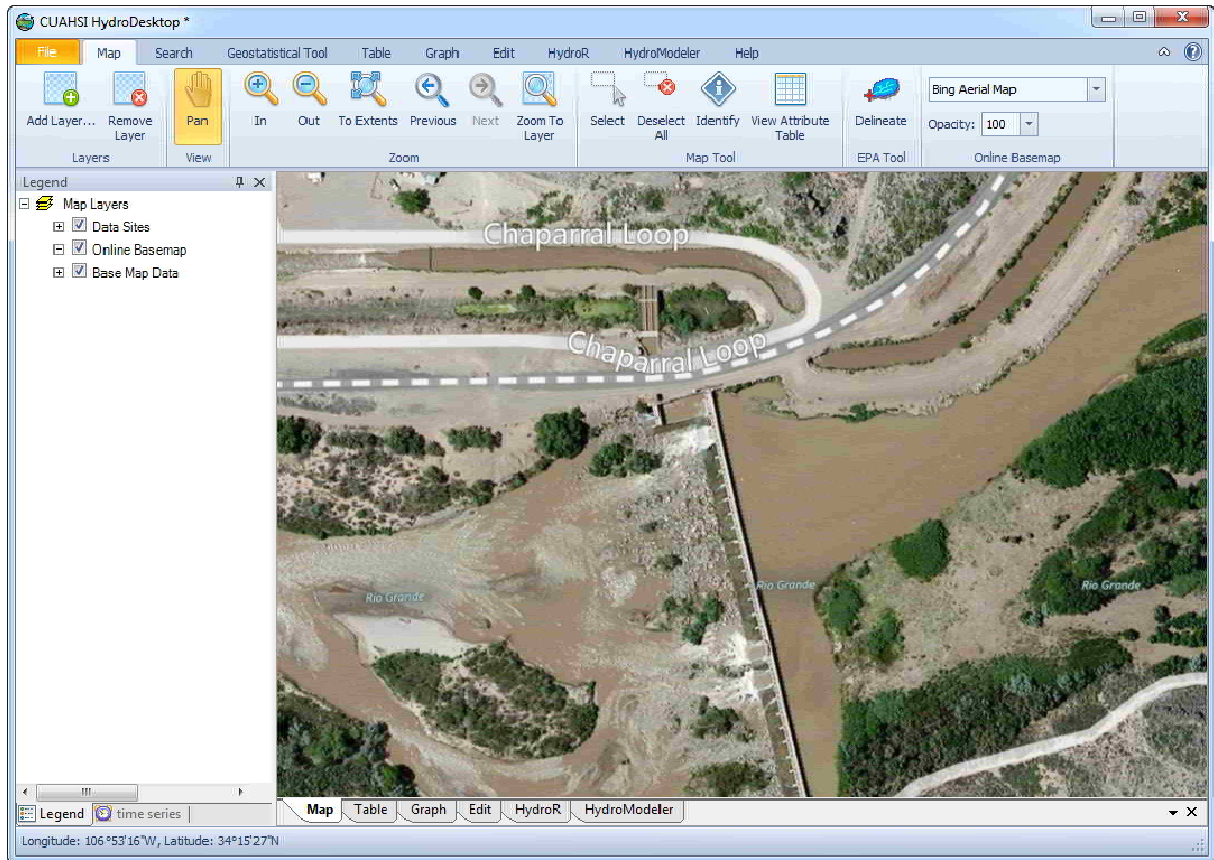 CUAHSI HydroDesktop *
File Map Search Geostatistical Tool Table Graph Edit HydroR HydroModeler Help
Add Layer... Remove Layer Pan In Out To Extents Previous Next Zoom To Layer Select Deselect All Identify View Attribute Table Delineate
Bing Aerial Map
Opacity: 100
Layers View Zoom Map Tool EPA Tool Online Basemap
Legend
Map Layers
Data Sites
Online Basemap
Base Map Data
Chaparral Loop
Chaparral Loop
Rio Grande
Rio Grande
Rio Grande
Legend time series
Map Table Graph Edit HydroR HydroModeler
Longitude: 106°53'16"W, Latitude: 34°15'27"N